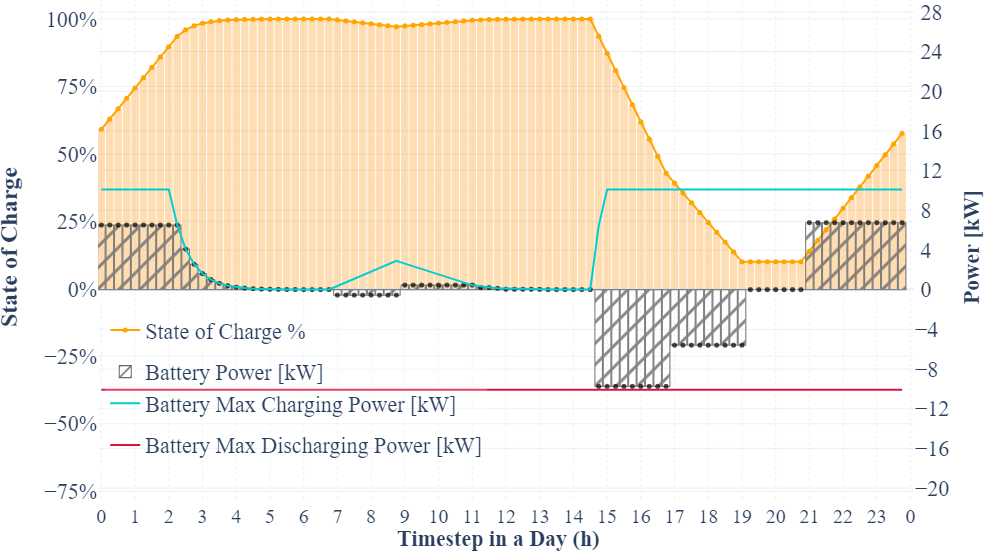 100%
75%
50%
25%
0%
−25%
−50%
−75%
State of Charge
28
24
20
16
12
8
4
0
−4
−8
−12
−16
−20
Power [kW]
State of Charge %
Battery Power [kW]
Battery Max Charging Power [kW]
Battery Max Discharging Power [kW]
0 1 2 3 4 5 6 7 8 9 10 11 12 13 14 15 16 17 18 19 20 21 22 23 0
Timestep in a Day (h)